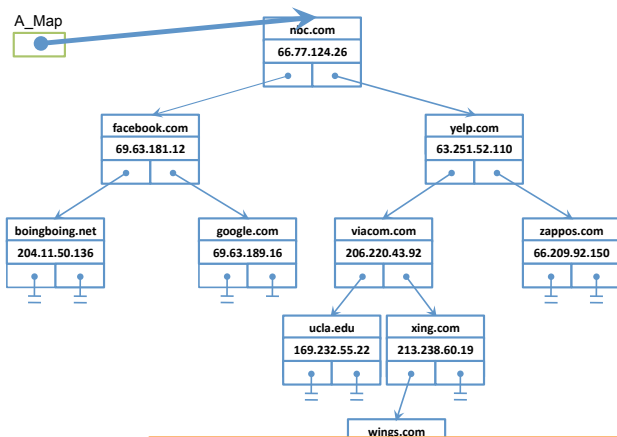 A_Map
nbc.com
66.77.124.26
facebook.com
69.63.181.12
yelp.com
63.251.52.110
boingboing.net
204.11.50.136
google.com
69.63.189.16
viacom.com
206.220.43.92
zappos.com
66.209.92.150
ucla.edu
169.232.55.22
xing.com
213.238.60.19
wings.com